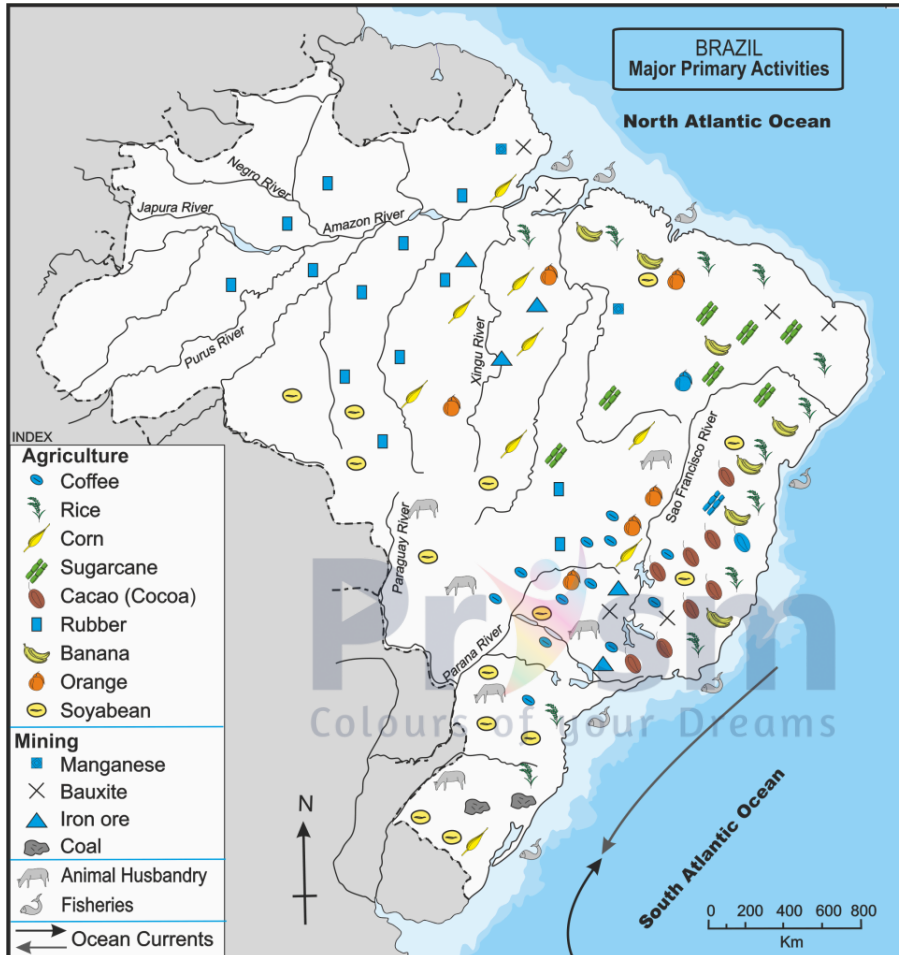 BRAZIL
Major Primary Activities
North Atlantic Ocean
Negro River
Japura River
Amazon River
Purus River
Xingu River
Sao Francisco River
Paraguay River
Parana River
INDEX
Agriculture
Coffee
Rice
Corn
Sugarcane
Cacao (Cocoa)
Rubber
Banana
Orange
Soyabean
Mining
Manganese
Bauxite
Iron ore
Coal
Animal Husbandry
Fisheries
Ocean Currents
Prism
Colours of your Dreams
N
South Atlantic Ocean
0 200 400 600 800
Km